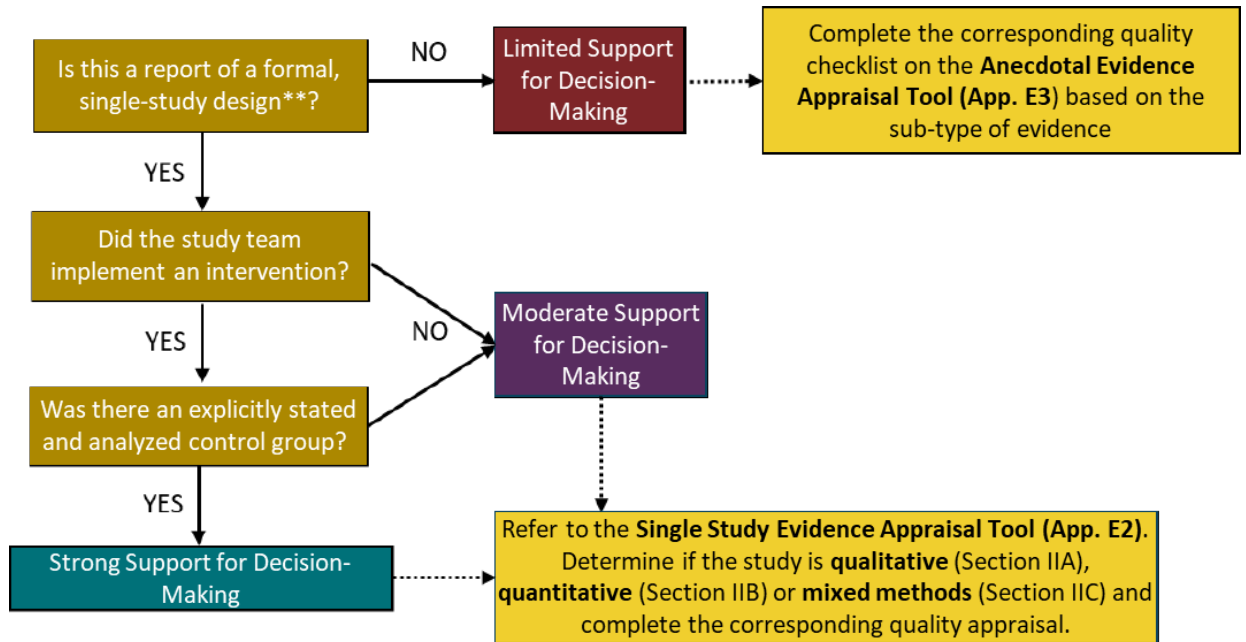 Is this a report of a formal,
single-study design**?
NO
Limited Support
for Decision-
Making
Complete the corresponding quality
checklist on the Anecdotal Evidence
Appraisal Tool (App. E3) based on the
sub-type of evidence
YES
Did the study team
implement an intervention?
NO
Moderate Support
for Decision-
Making
YES
Was there an explicitly stated
and analyzed control group?
YES
Strong Support for Decision-
Making
Refer to the Single Study Evidence Appraisal Tool (App. E2).
Determine if the study is qualitative (Section IIA),
quantitative (Section IIB) or mixed methods (Section IIC) and
complete the corresponding quality appraisal.